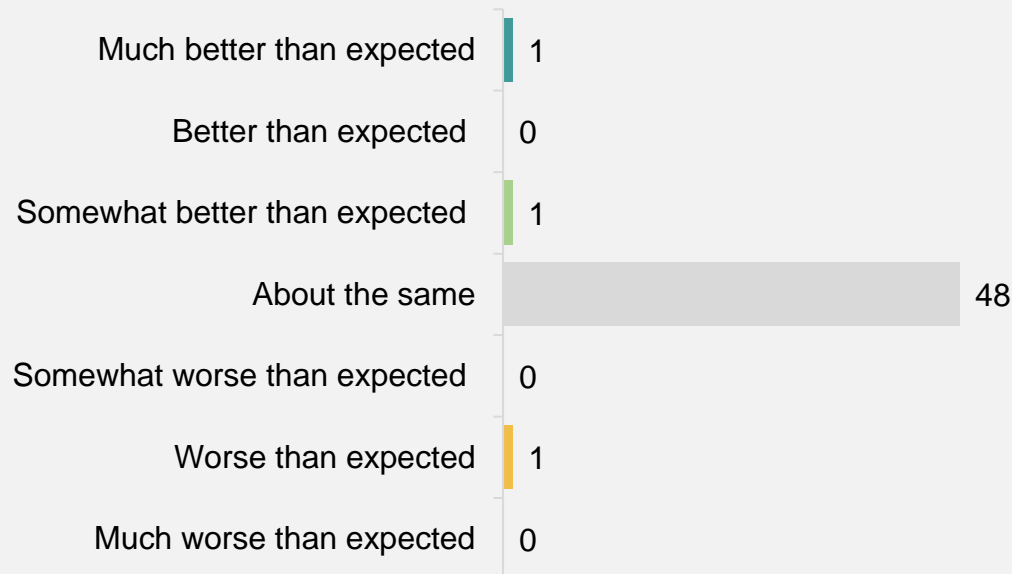 Much better than expected 1
Better than expected 0
Somewhat better than expected 1
About the same 48
Somewhat worse than expected 0
Worse than expected 1
Much worse than expected 0